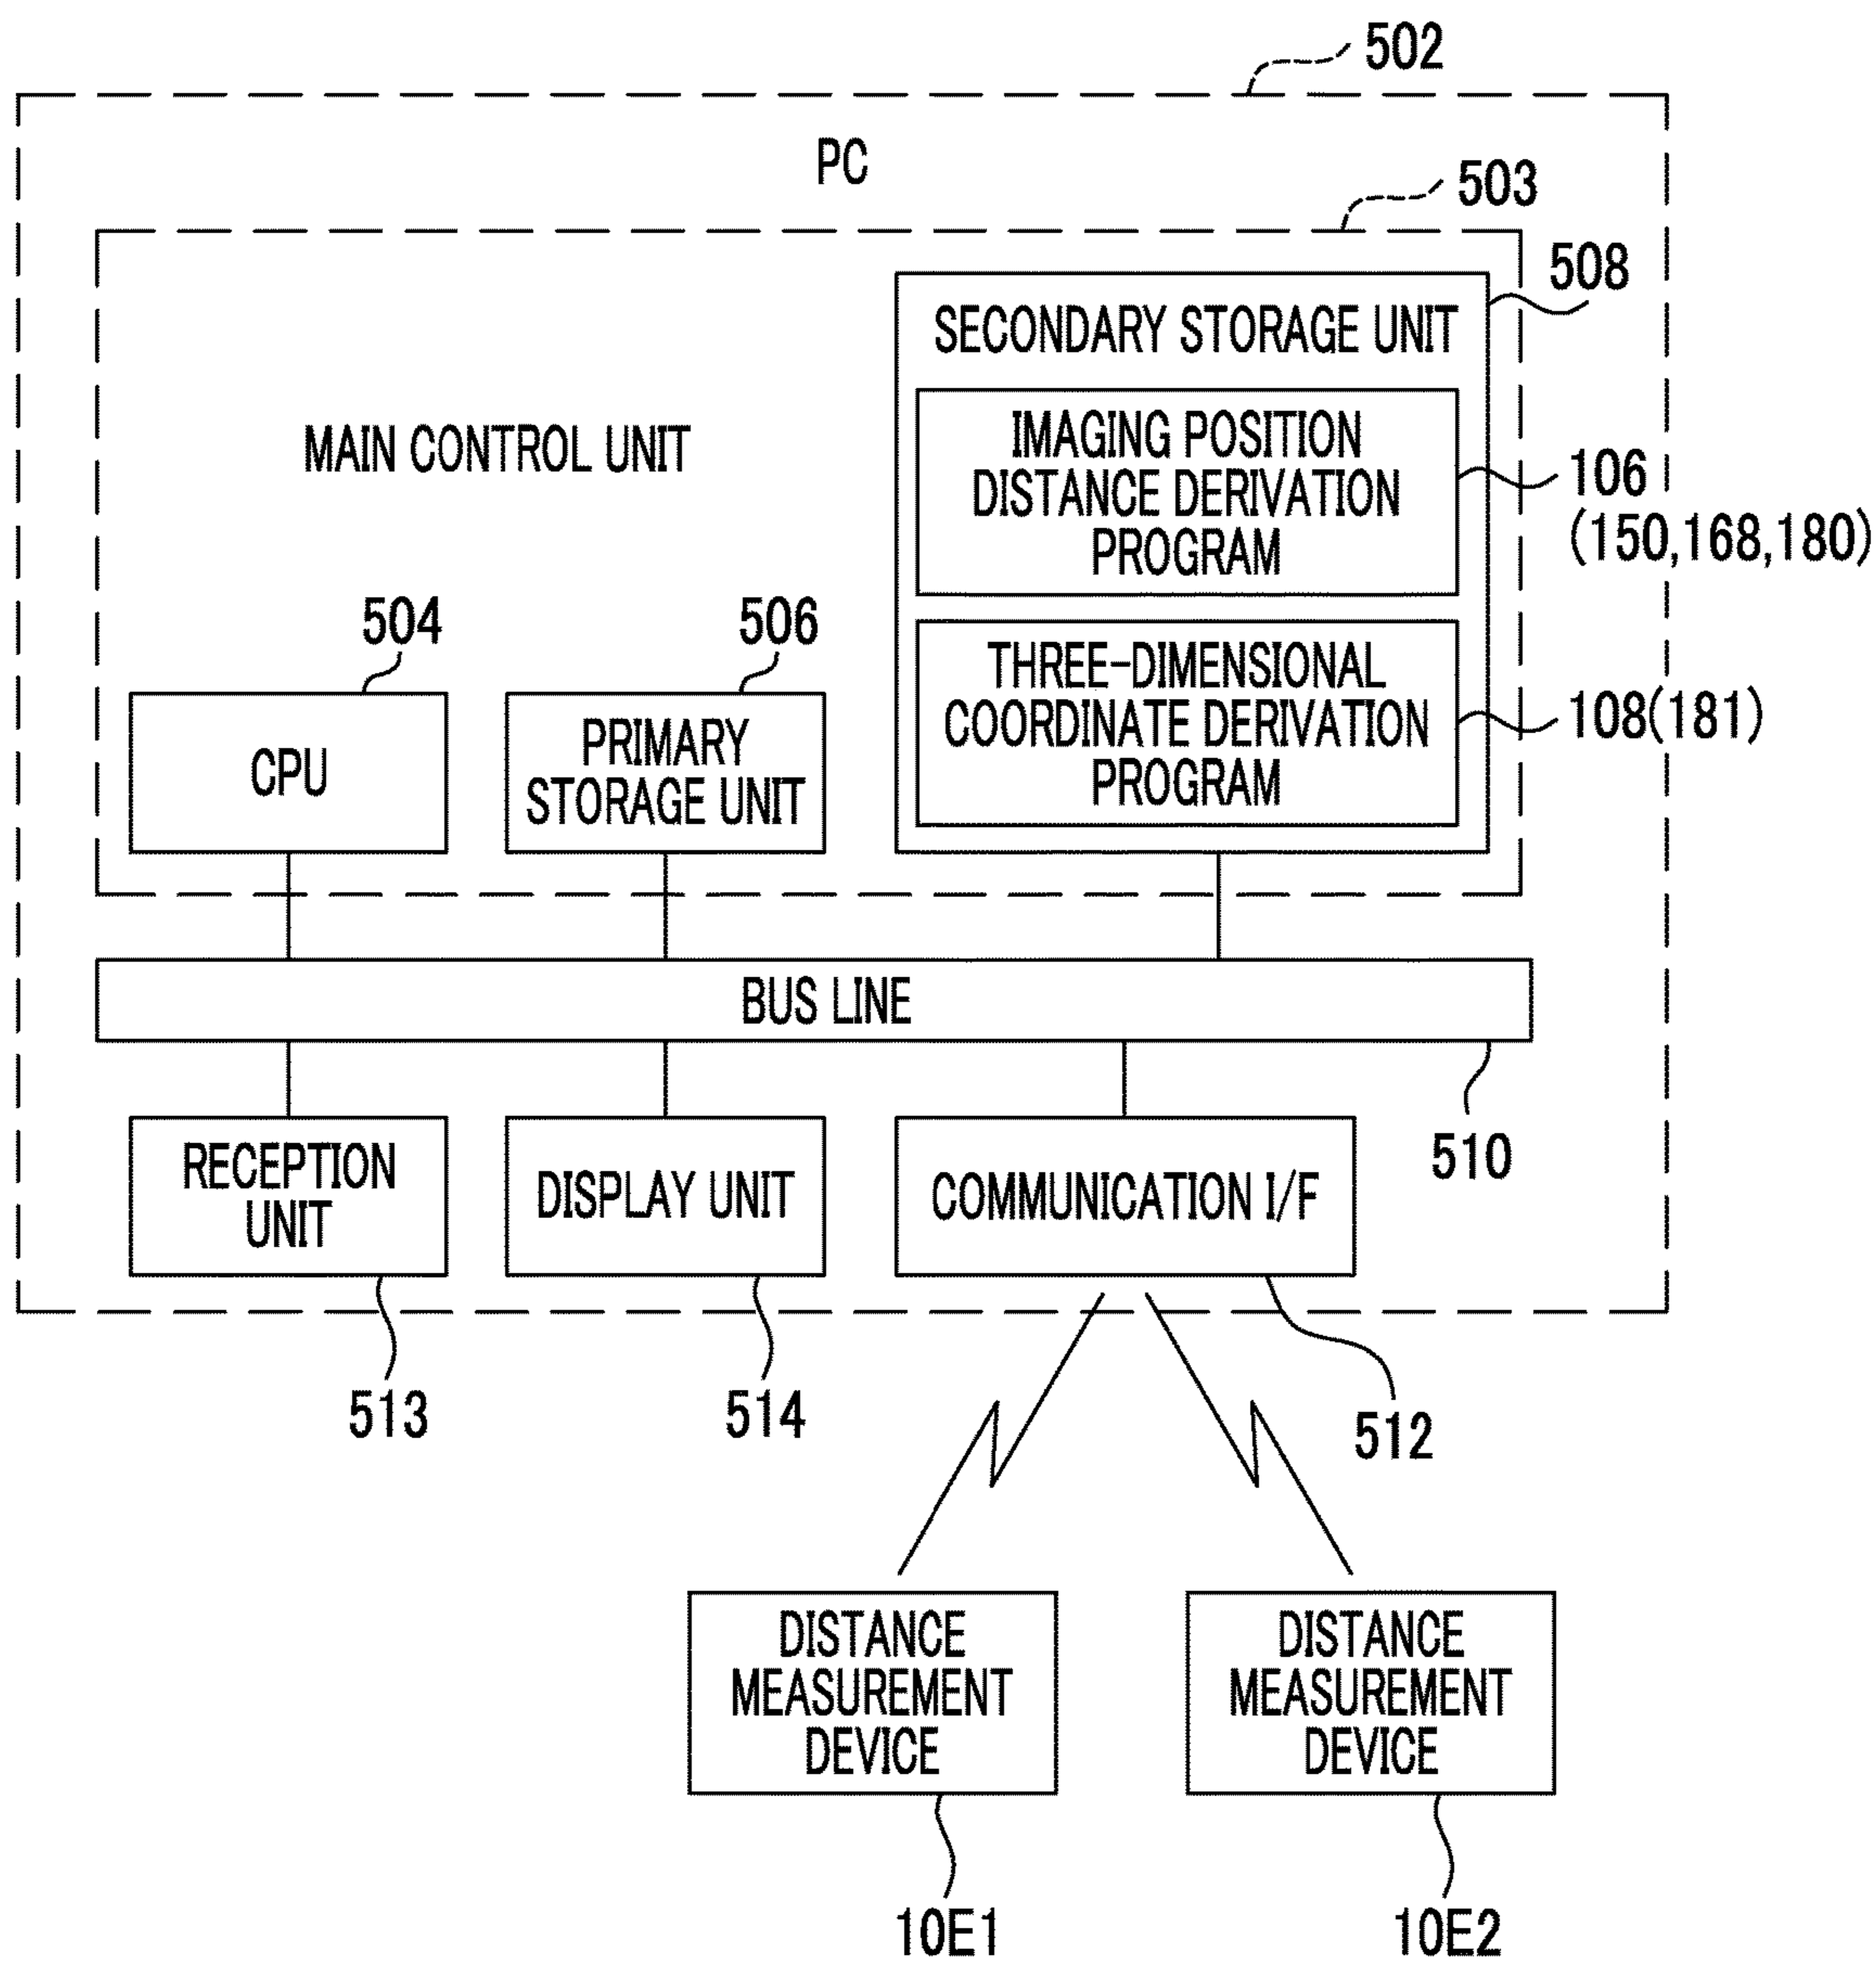 502
PC
503
508
SECONDARY STORAGE UNIT
IMAGING POSITION
DISTANCE DERIVATION
PROGRAM
106
(150,168,180)
MAIN CONTROL UNIT
504
506
THREE-DIMENSIONAL
COORDINATE DERIVATION
PROGRAM
108(181)
CPU
PRIMARY
STORAGE UNIT
BUS LINE
510
RECEPTION
UNIT
DISPLAY UNIT
COMMUNICATION I/F
513
514
512
DISTANCE
MEASUREMENT
DEVICE
DISTANCE
MEASUREMENT
DEVICE
10E1
10E2